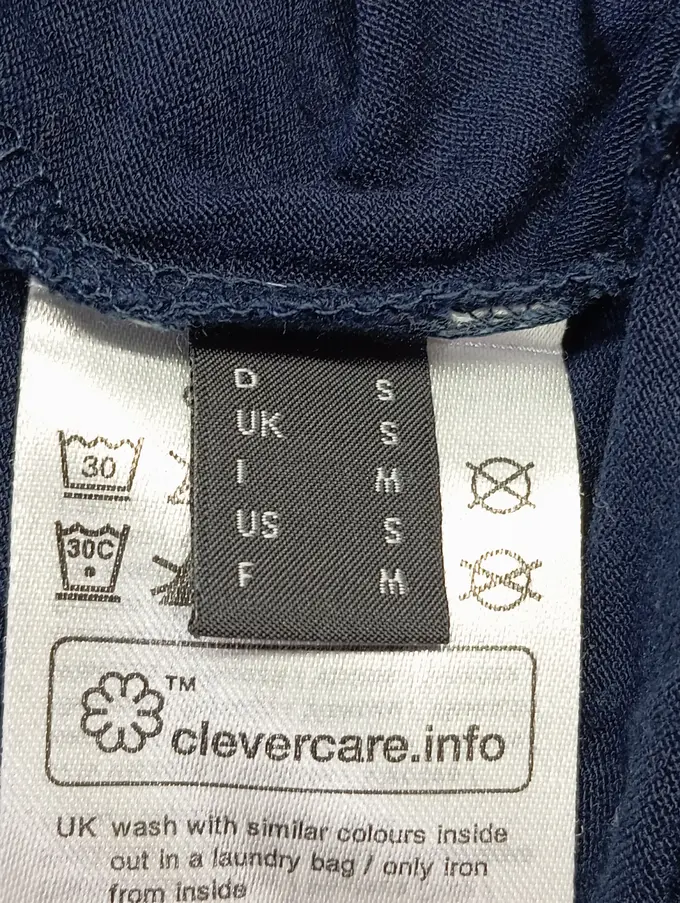 D S
UK S
I M
US S
F M
30
30C
TM
clevercare.info
UK wash with similar colours inside
out in a laundry bag / only iron
from inside